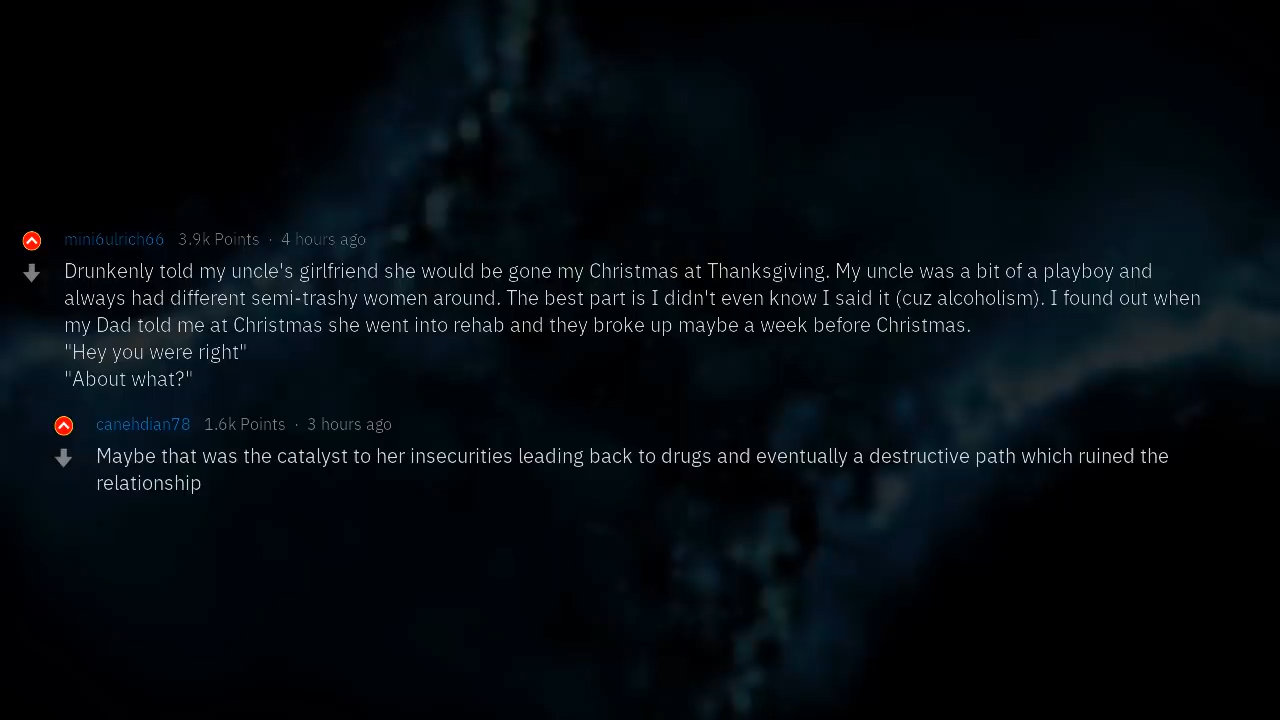 mini6ulrich66 3.9k Points · 4 hours ago
Drunkenly told my uncle's girlfriend she would be gone my Christmas at Thanksgiving. My uncle was a bit of a playboy and
always had different semi-trashy women around. The best part is I didn't even know I said it (cuz alcoholism). I found out when
my Dad told me at Christmas she went into rehab and they broke up maybe a week before Christmas.
"Hey you were right"
"About what?"
canehdian78 1.6k Points · 3 hours ago
Maybe that was the catalyst to her insecurities leading back to drugs and eventually a destructive path which ruined the
relationship